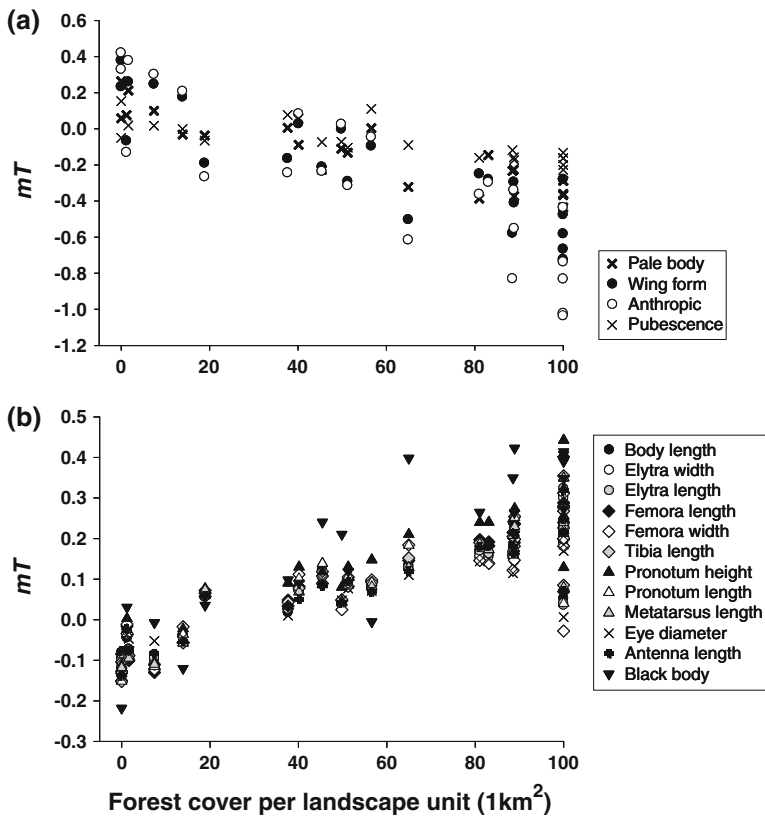 (a)
0.6
0.4
0.2
0.0
-0.2
-0.4
-0.6
-0.8
-1.0
-1.2
mT
0 20 40 60 80 100
Pale body
Wing form
Anthropic
Pubescence
(b)
0.5
0.4
0.3
0.2
0.1
0.0
-0.1
-0.2
-0.3
mT
0 20 40 60 80 100
Body length
Elytra width
Elytra length
Femora length
Femora width
Tibia length
Pronotum height
Pronotum length
Metatarsus length
Eye diameter
Antenna length
Black body
Forest cover per landscape unit (1km²)